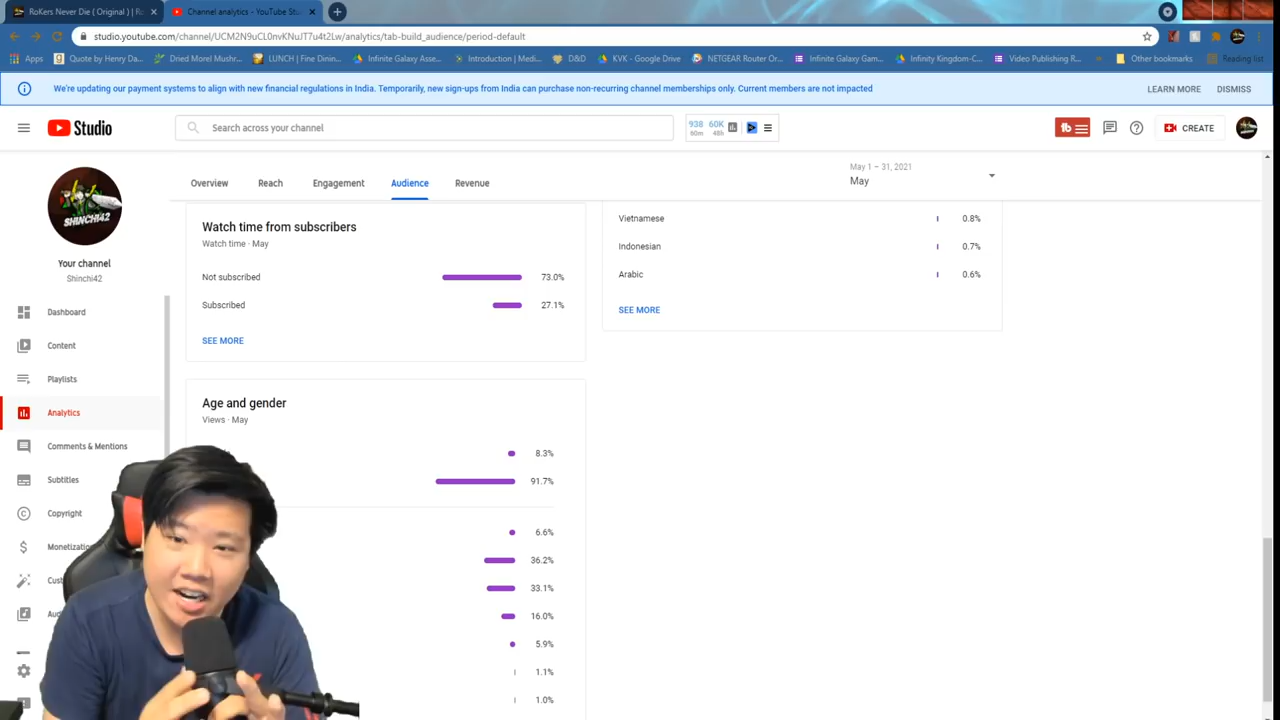 RoKers Never Die ( Original ) | Ro
Channel analytics - YouTube Stu
studio.youtube.com/channel/UCM2N9uCL0nvKNuJT7u4t2Lw/analytics/tab-build_audience/period-default
Apps
Quote by Henry Da...
Dried Morel Mushr...
LUNCH | Fine Dinin...
Infinite Galaxy Asse...
Introduction | Medi...
D&D
KVK - Google Drive
NETGEAR Router Or...
Infinite Galaxy Gam...
Infinity Kingdom-C...
Video Publishing R...
Other bookmarks
Reading list
We're updating our payment systems to align with new financial regulations in India. Temporarily, new sign-ups from India can purchase non-recurring channel memberships only. Current members are not impacted
LEARN MORE
DISMISS
Studio
Search across your channel
938 60K
60m 48h
tb
CREATE
SHINCHI42
Your channel
Shinchi42
Dashboard
Content
Playlists
Analytics
Comments & Mentions
Subtitles
Copyright
Monetizatio
Cus
Au
Overview
Reach
Engagement
Audience
Revenue
May 1 – 31, 2021
May
Watch time from subscribers
Watch time · May
Not subscribed 73.0%
Subscribed 27.1%
SEE MORE
Age and gender
Views · May
8.3%
91.7%
6.6%
36.2%
33.1%
16.0%
5.9%
1.1%
1.0%
Vietnamese 0.8%
Indonesian 0.7%
Arabic 0.6%
SEE MORE